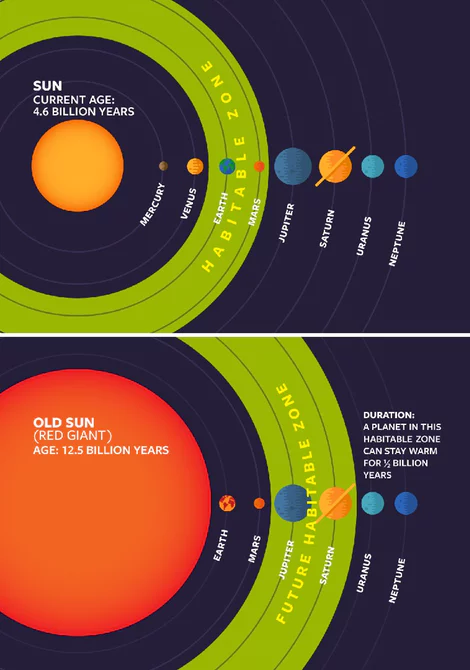 SUN
CURRENT AGE:
4.6 BILLION YEARS
HABITABLE ZONE
MERCURY
VENUS
EARTH
MARS
JUPITER
SATURN
URANUS
NEPTUNE
OLD SUN
(RED GIANT)
AGE: 12.5 BILLION YEARS
DURATION:
A PLANET IN THIS
HABITABLE ZONE
CAN STAY WARM
FOR ½ BILLION
YEARS
FUTURE HABITABLE ZONE
EARTH
MARS
JUPITER
SATURN
URANUS
NEPTUNE